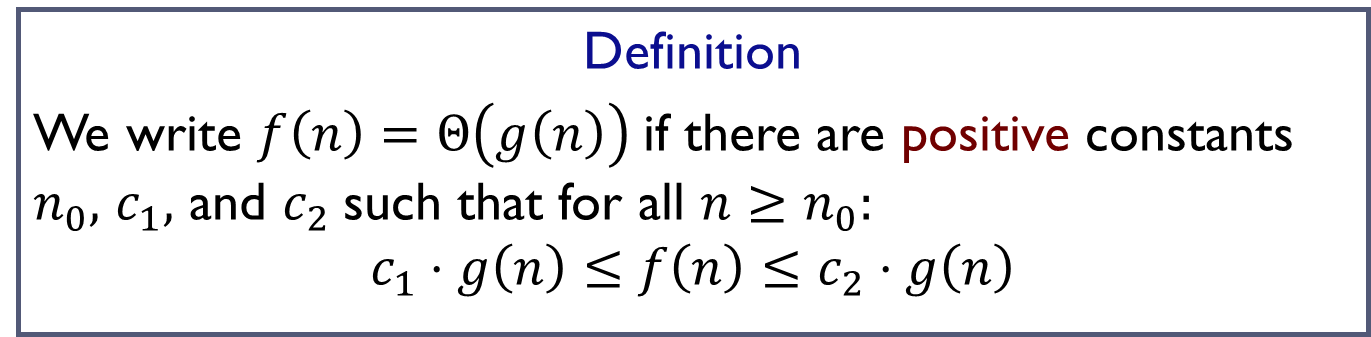 Definition
We write f(n) = Θ(g(n)) if there are positive constants
n₀, c₁, and c₂ such that for all n ≥ n₀:
c₁ ⋅ g(n) ≤ f(n) ≤ c₂ ⋅ g(n)